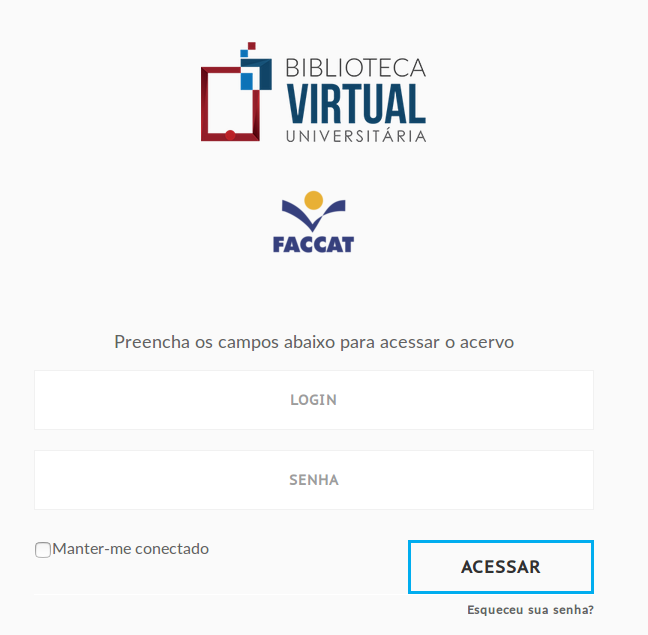 BIBLIOTECA
VIRTUAL
UNIVERSITÁRIA
FACCAT
Preencha os campos abaixo para acessar o acervo
LOGIN
SENHA
Manter-me conectado
ACESSAR
Esqueceu sua senha?